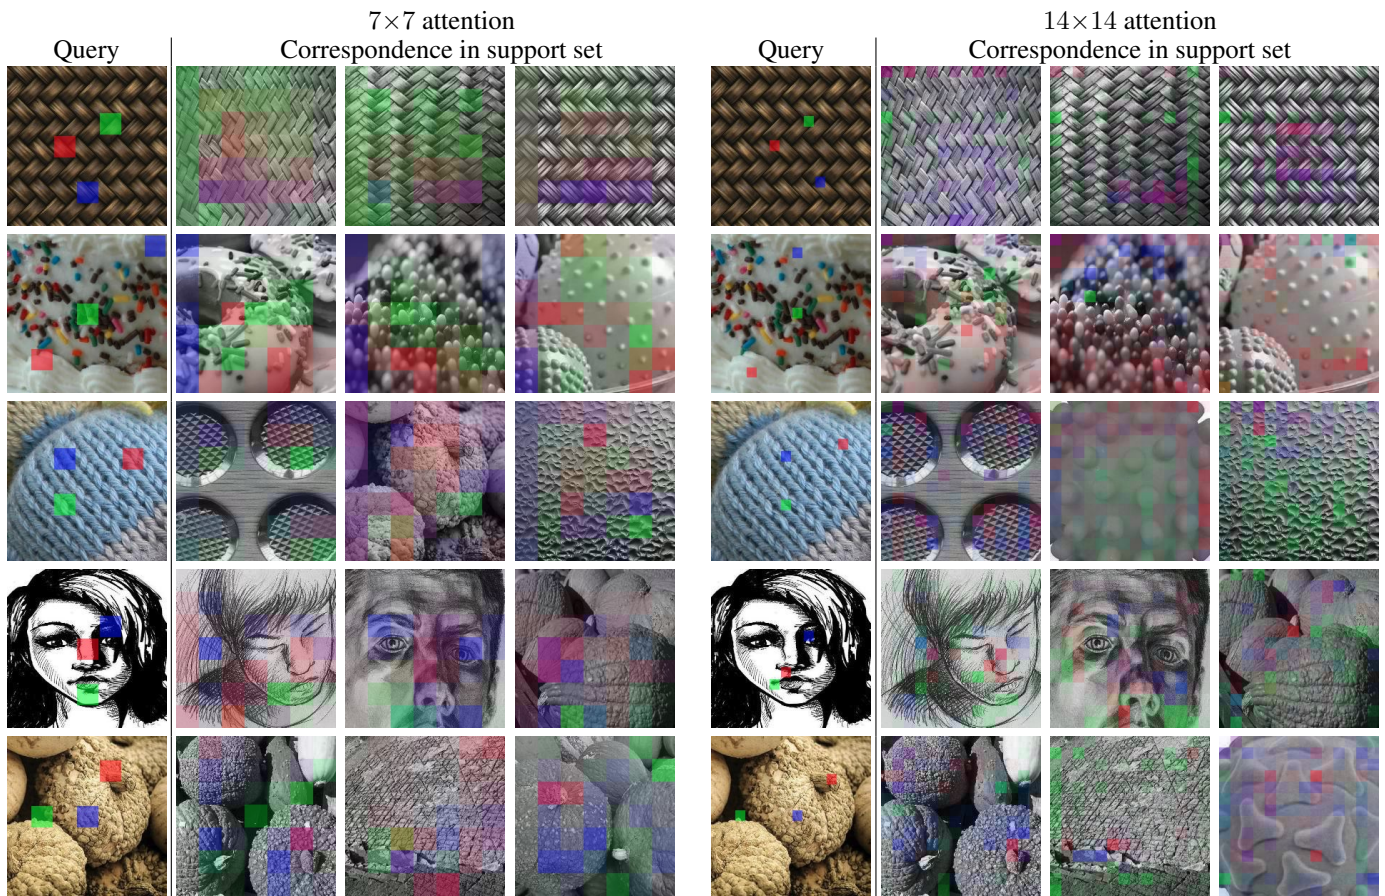 7×7 attention
14×14 attention
Query
Correspondence in support set
Query
Correspondence in support set